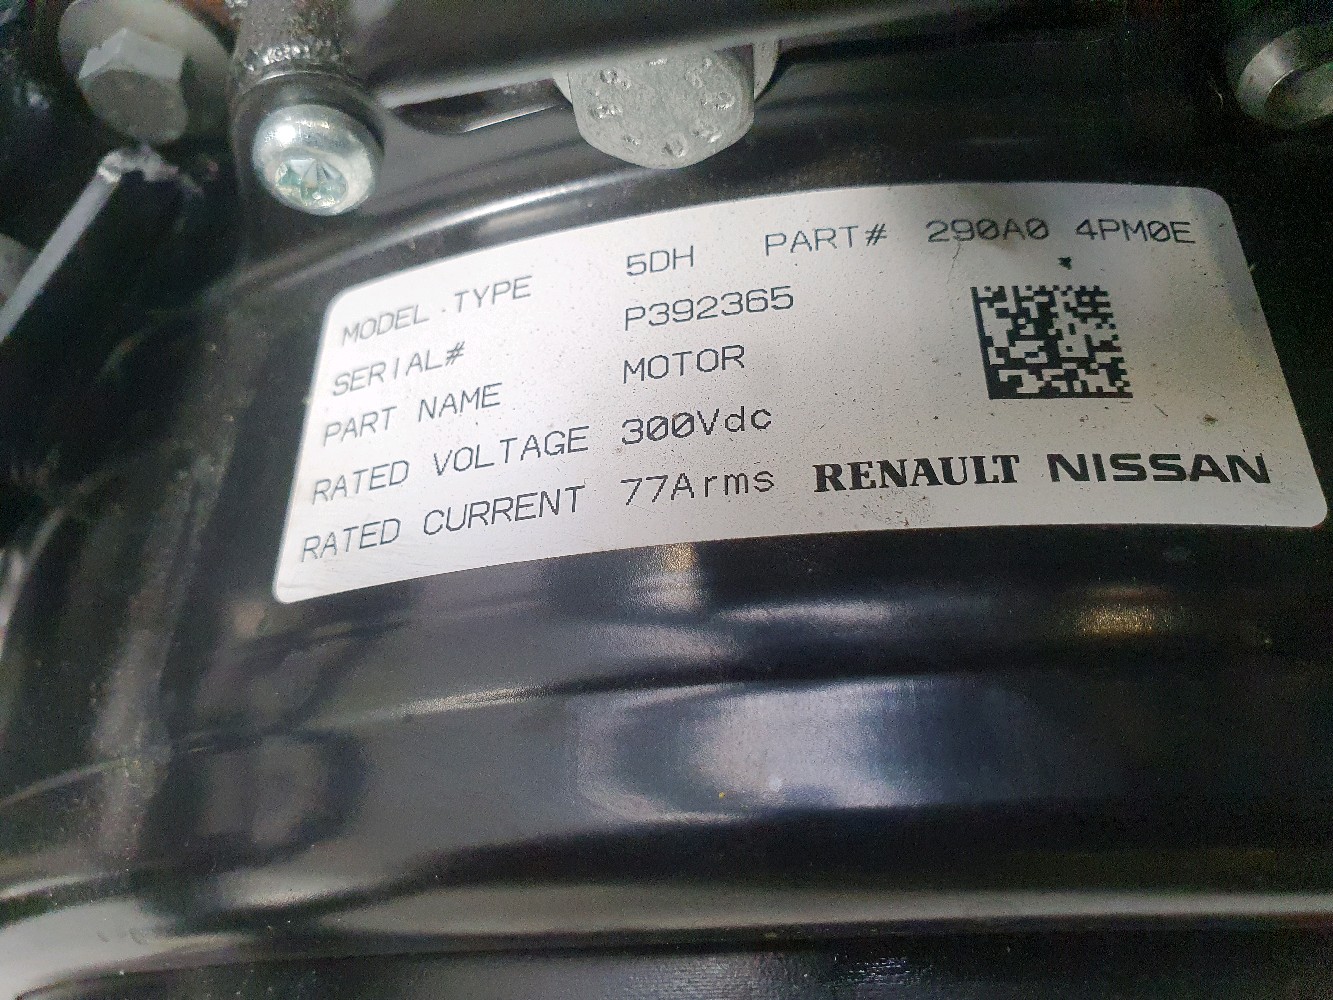 MODEL TYPE 5DH PART# 290A0 4PM0E
SERIAL# P392365
PART NAME MOTOR
RATED VOLTAGE 300Vdc
RATED CURRENT 77Arms RENAULT NISSAN